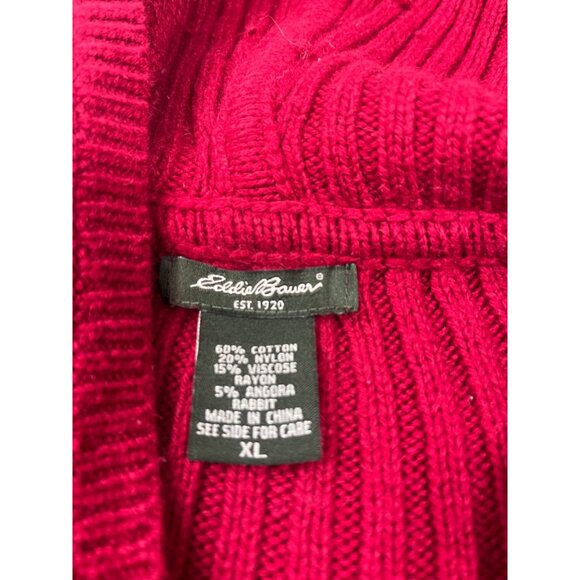 Eddie Bauer®
EST. 1920
60% COTTON
20% NYLON
15% VISCOSE
RAYON
5% ANGORA
RABBIT
MADE IN CHINA
SEE SIDE FOR CARE
XL